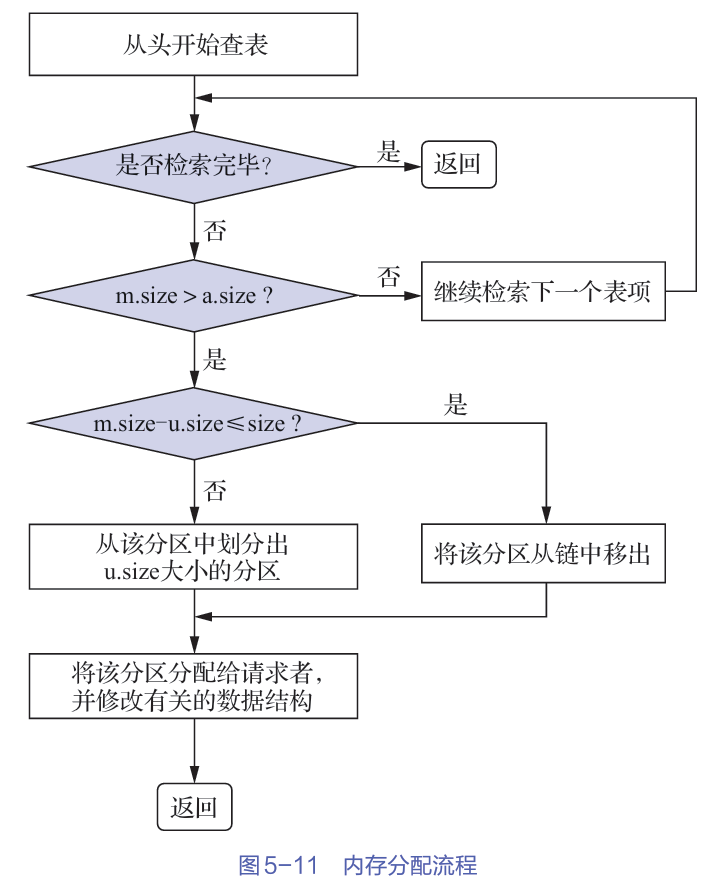 从头开始查表
是否检索完毕？
是
返回
否
m.size＞a.size？
否
继续检索下一个表项
是
m.size-u.size≤size？
是
否
从该分区中划分出
u.size大小的分区
将该分区从链中移出
将该分区分配给请求者，
并修改有关的数据结构
返回
图5-11 内存分配流程